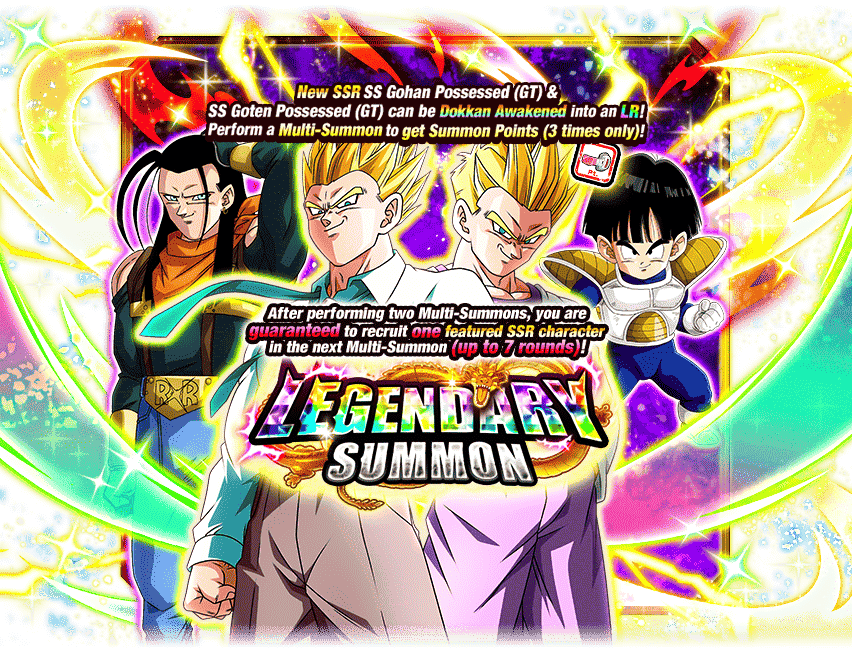 New SSR SS Gohan Possessed (GT) &
SS Goten Possessed (GT) can be Dokkan Awakened into an LR!
Perform a Multi-Summon to get Summon Points (3 times only)!
Pt.
After performing two Multi-Summons, you are
guaranteed to recruit one featured SSR character
in the next Multi-Summon (up to 7 rounds)!
LEGENDARY
SUMMON
RR